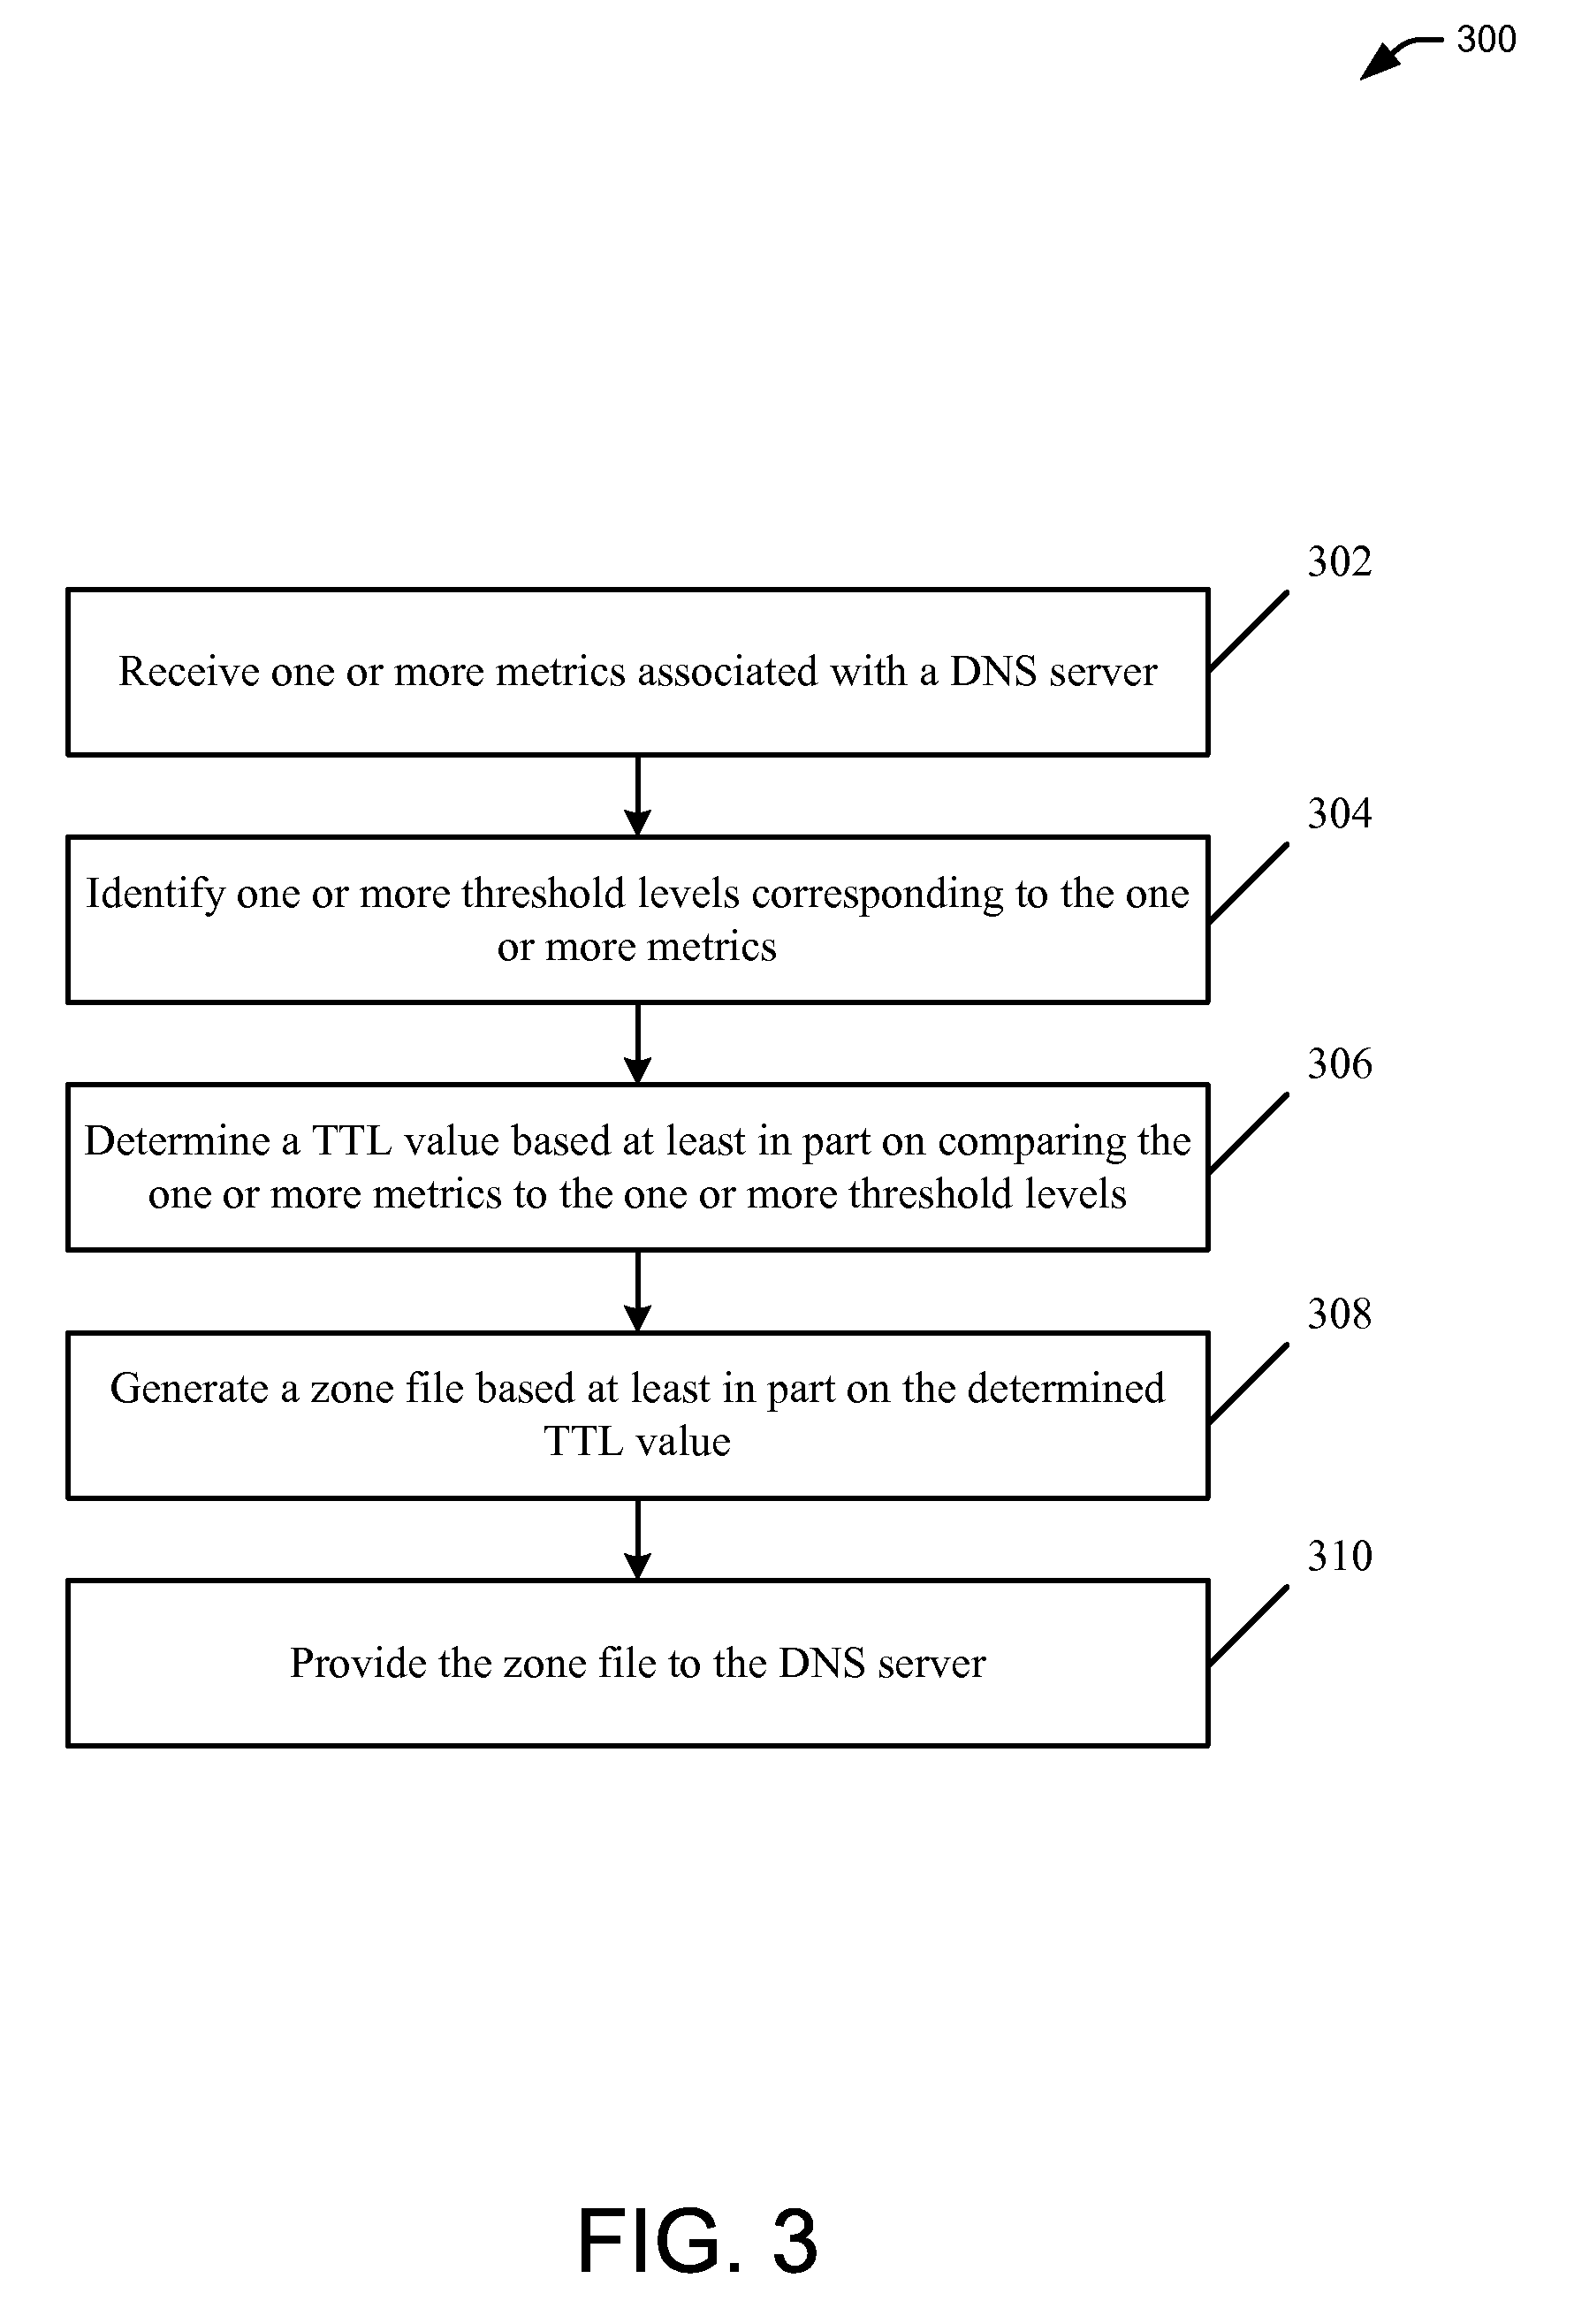 300
302
Receive one or more metrics associated with a DNS server
304
Identify one or more threshold levels corresponding to the one
or more metrics
306
Determine a TTL value based at least in part on comparing the
one or more metrics to the one or more threshold levels
308
Generate a zone file based at least in part on the determined
TTL value
310
Provide the zone file to the DNS server
FIG. 3